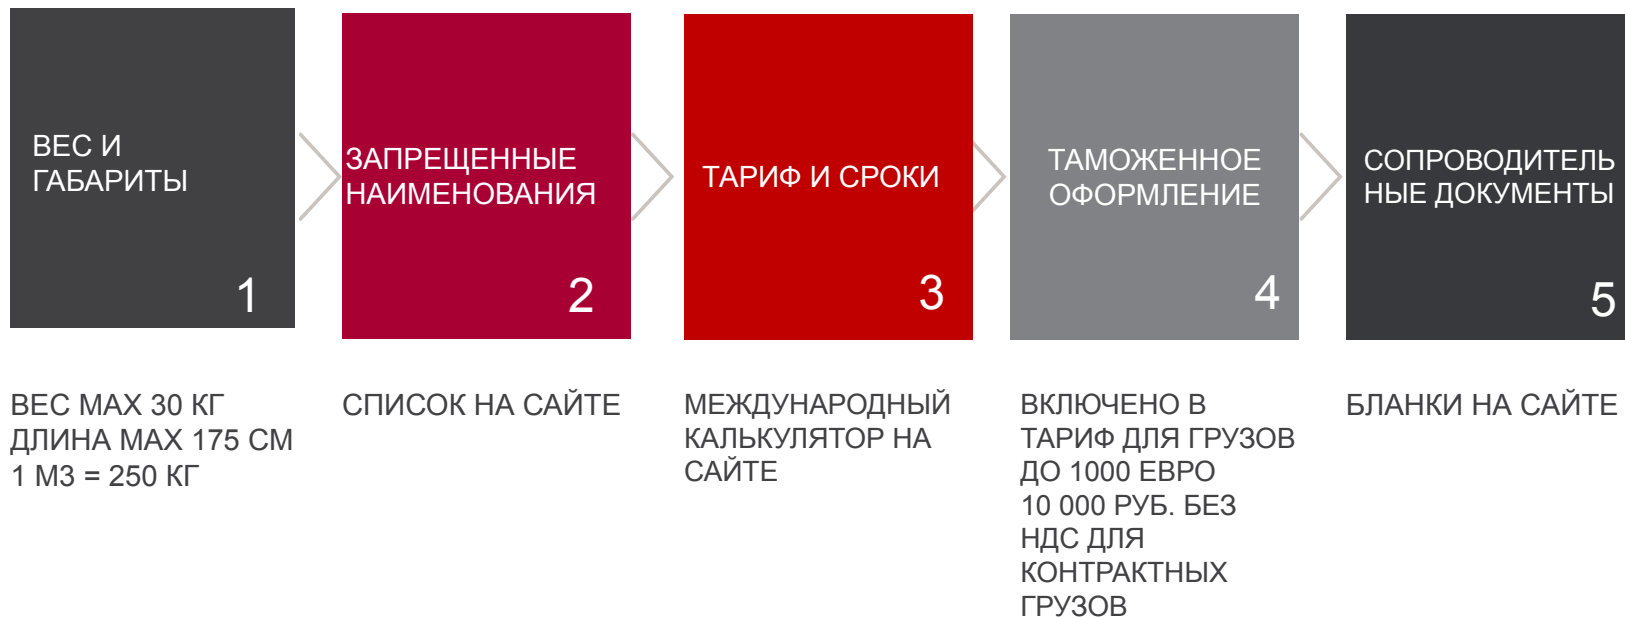 ВЕС И
ГАБАРИТЫ
1
ЗАПРЕЩЕННЫЕ
НАИМЕНОВАНИЯ
2
ТАРИФ И СРОКИ
3
ТАМОЖЕННОЕ
ОФОРМЛЕНИЕ
4
СОПРОВОДИТЕЛЬ
НЫЕ ДОКУМЕНТЫ
5
ВЕС MAX 30 КГ
ДЛИНА MAX 175 СМ
1 М3 = 250 КГ
СПИСОК НА САЙТЕ
МЕЖДУНАРОДНЫЙ
КАЛЬКУЛЯТОР НА
САЙТЕ
ВКЛЮЧЕНО В
ТАРИФ ДЛЯ ГРУЗОВ
ДО 1000 ЕВРО
10 000 РУБ. БЕЗ
НДС ДЛЯ
КОНТРАКТНЫХ
ГРУЗОВ
БЛАНКИ НА САЙТЕ